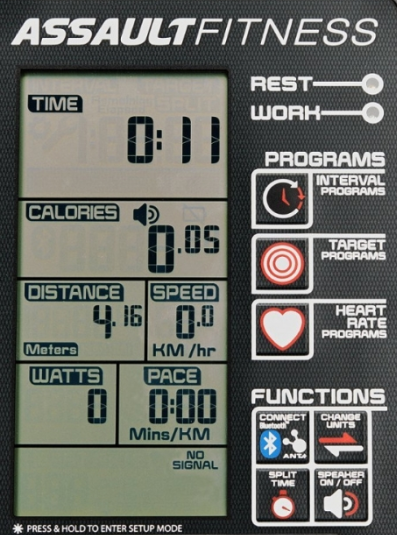 ASSAULTFITNESS
REST
WORK
TIME
0:11
CALORIES
0.05
DISTANCE
4.16
Meters
SPEED
0.0
KM/hr
WATTS
0
PACE
0:00
Mins/KM
NO
SIGNAL
PROGRAMS
INTERVAL
PROGRAMS
TARGET
PROGRAMS
HEART
RATE
PROGRAMS
FUNCTIONS
CONNECT
Bluetooth
ANT+
CHANGE
UNITS
SPLIT
TIME
SPEAKER
ON / OFF
PRESS & HOLD TO ENTER SETUP MODE